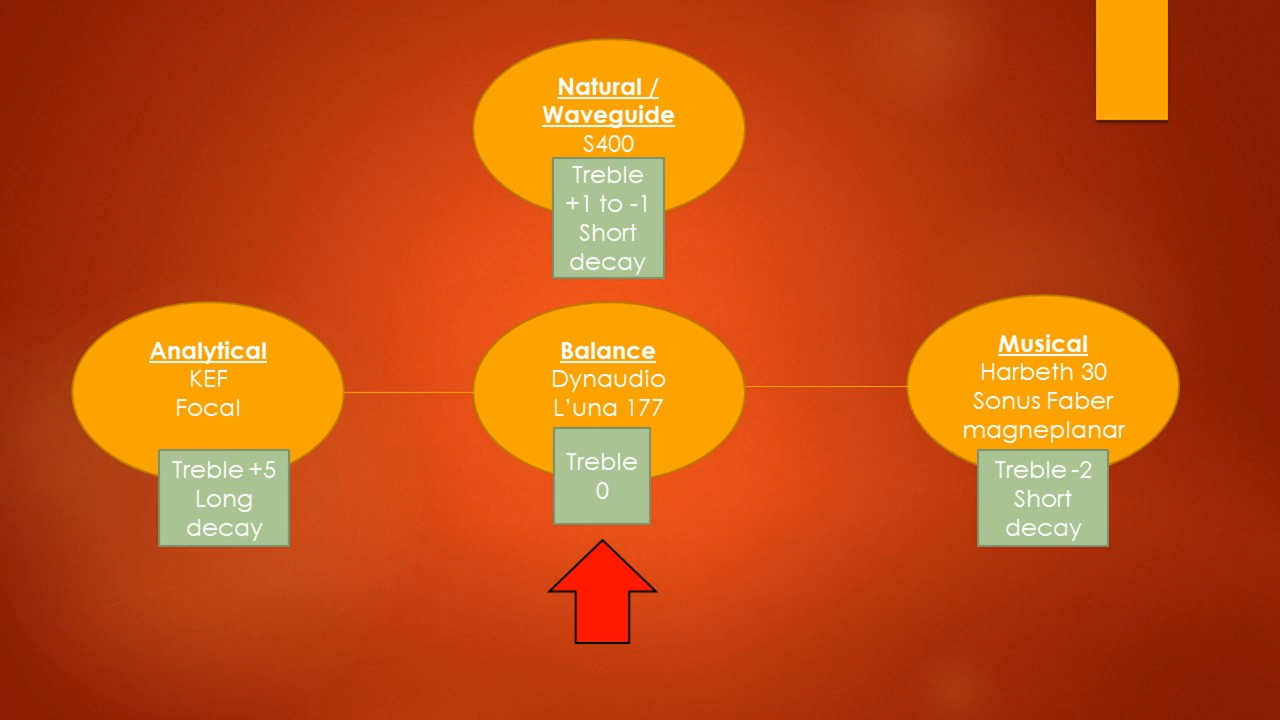 Natural /
Waveguide
S400
Treble
+1 to -1
Short
decay
Analytical
KEF
Focal
Treble +5
Long
decay
Balance
Dynaudio
L’una 177
Treble
0
Musical
Harbeth 30
Sonus Faber
magneplanar
Treble -2
Short
decay